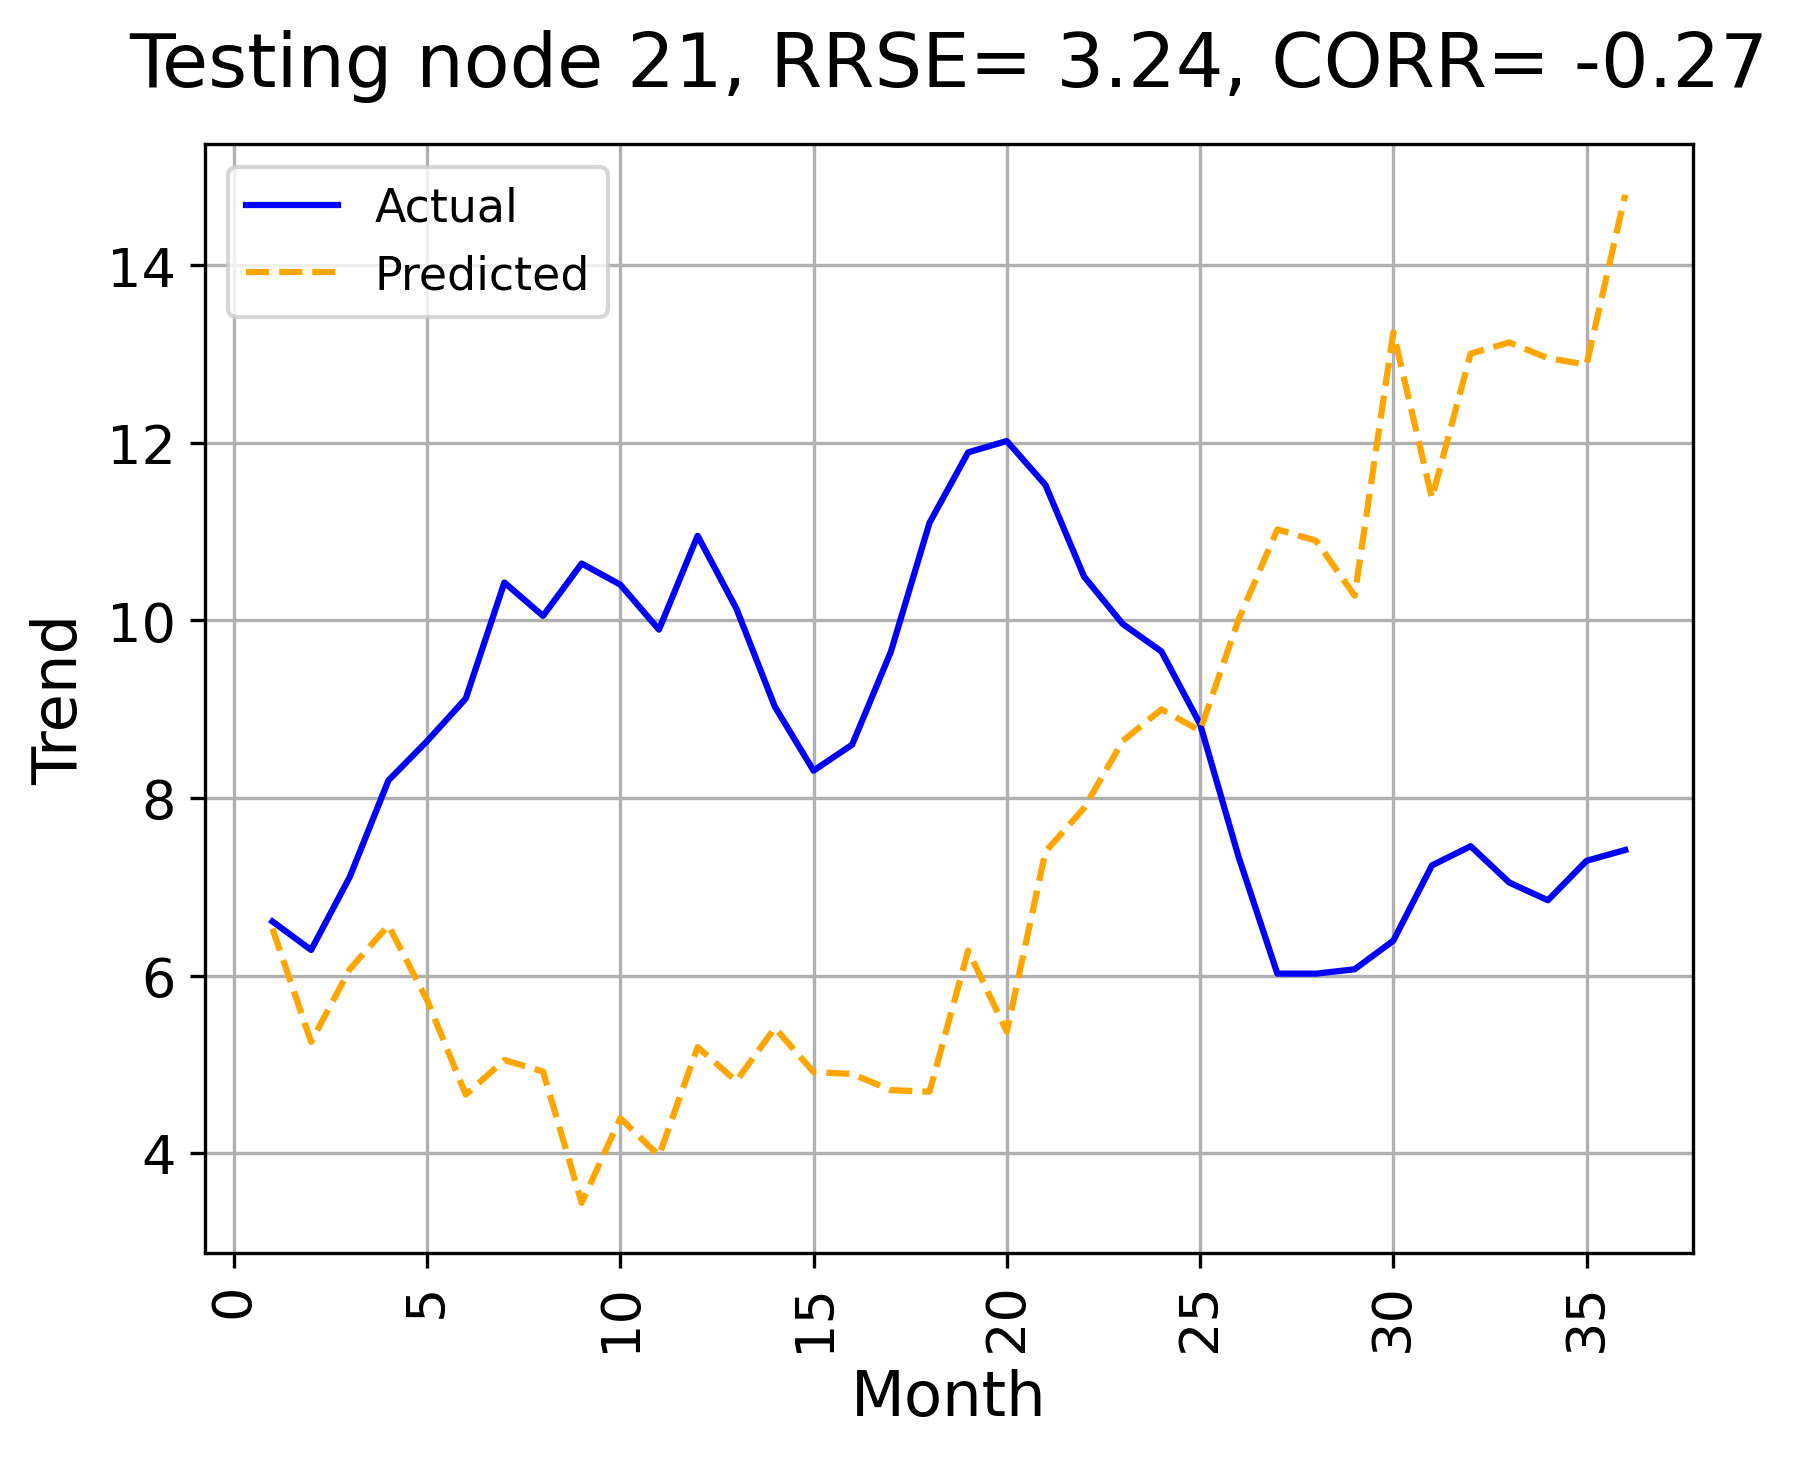 Testing node 21, RRSE= 3.24, CORR= -0.27
Actual
Predicted
14
12
10
8
6
4
Trend
0 5 10 15 20 25 30 35
Month